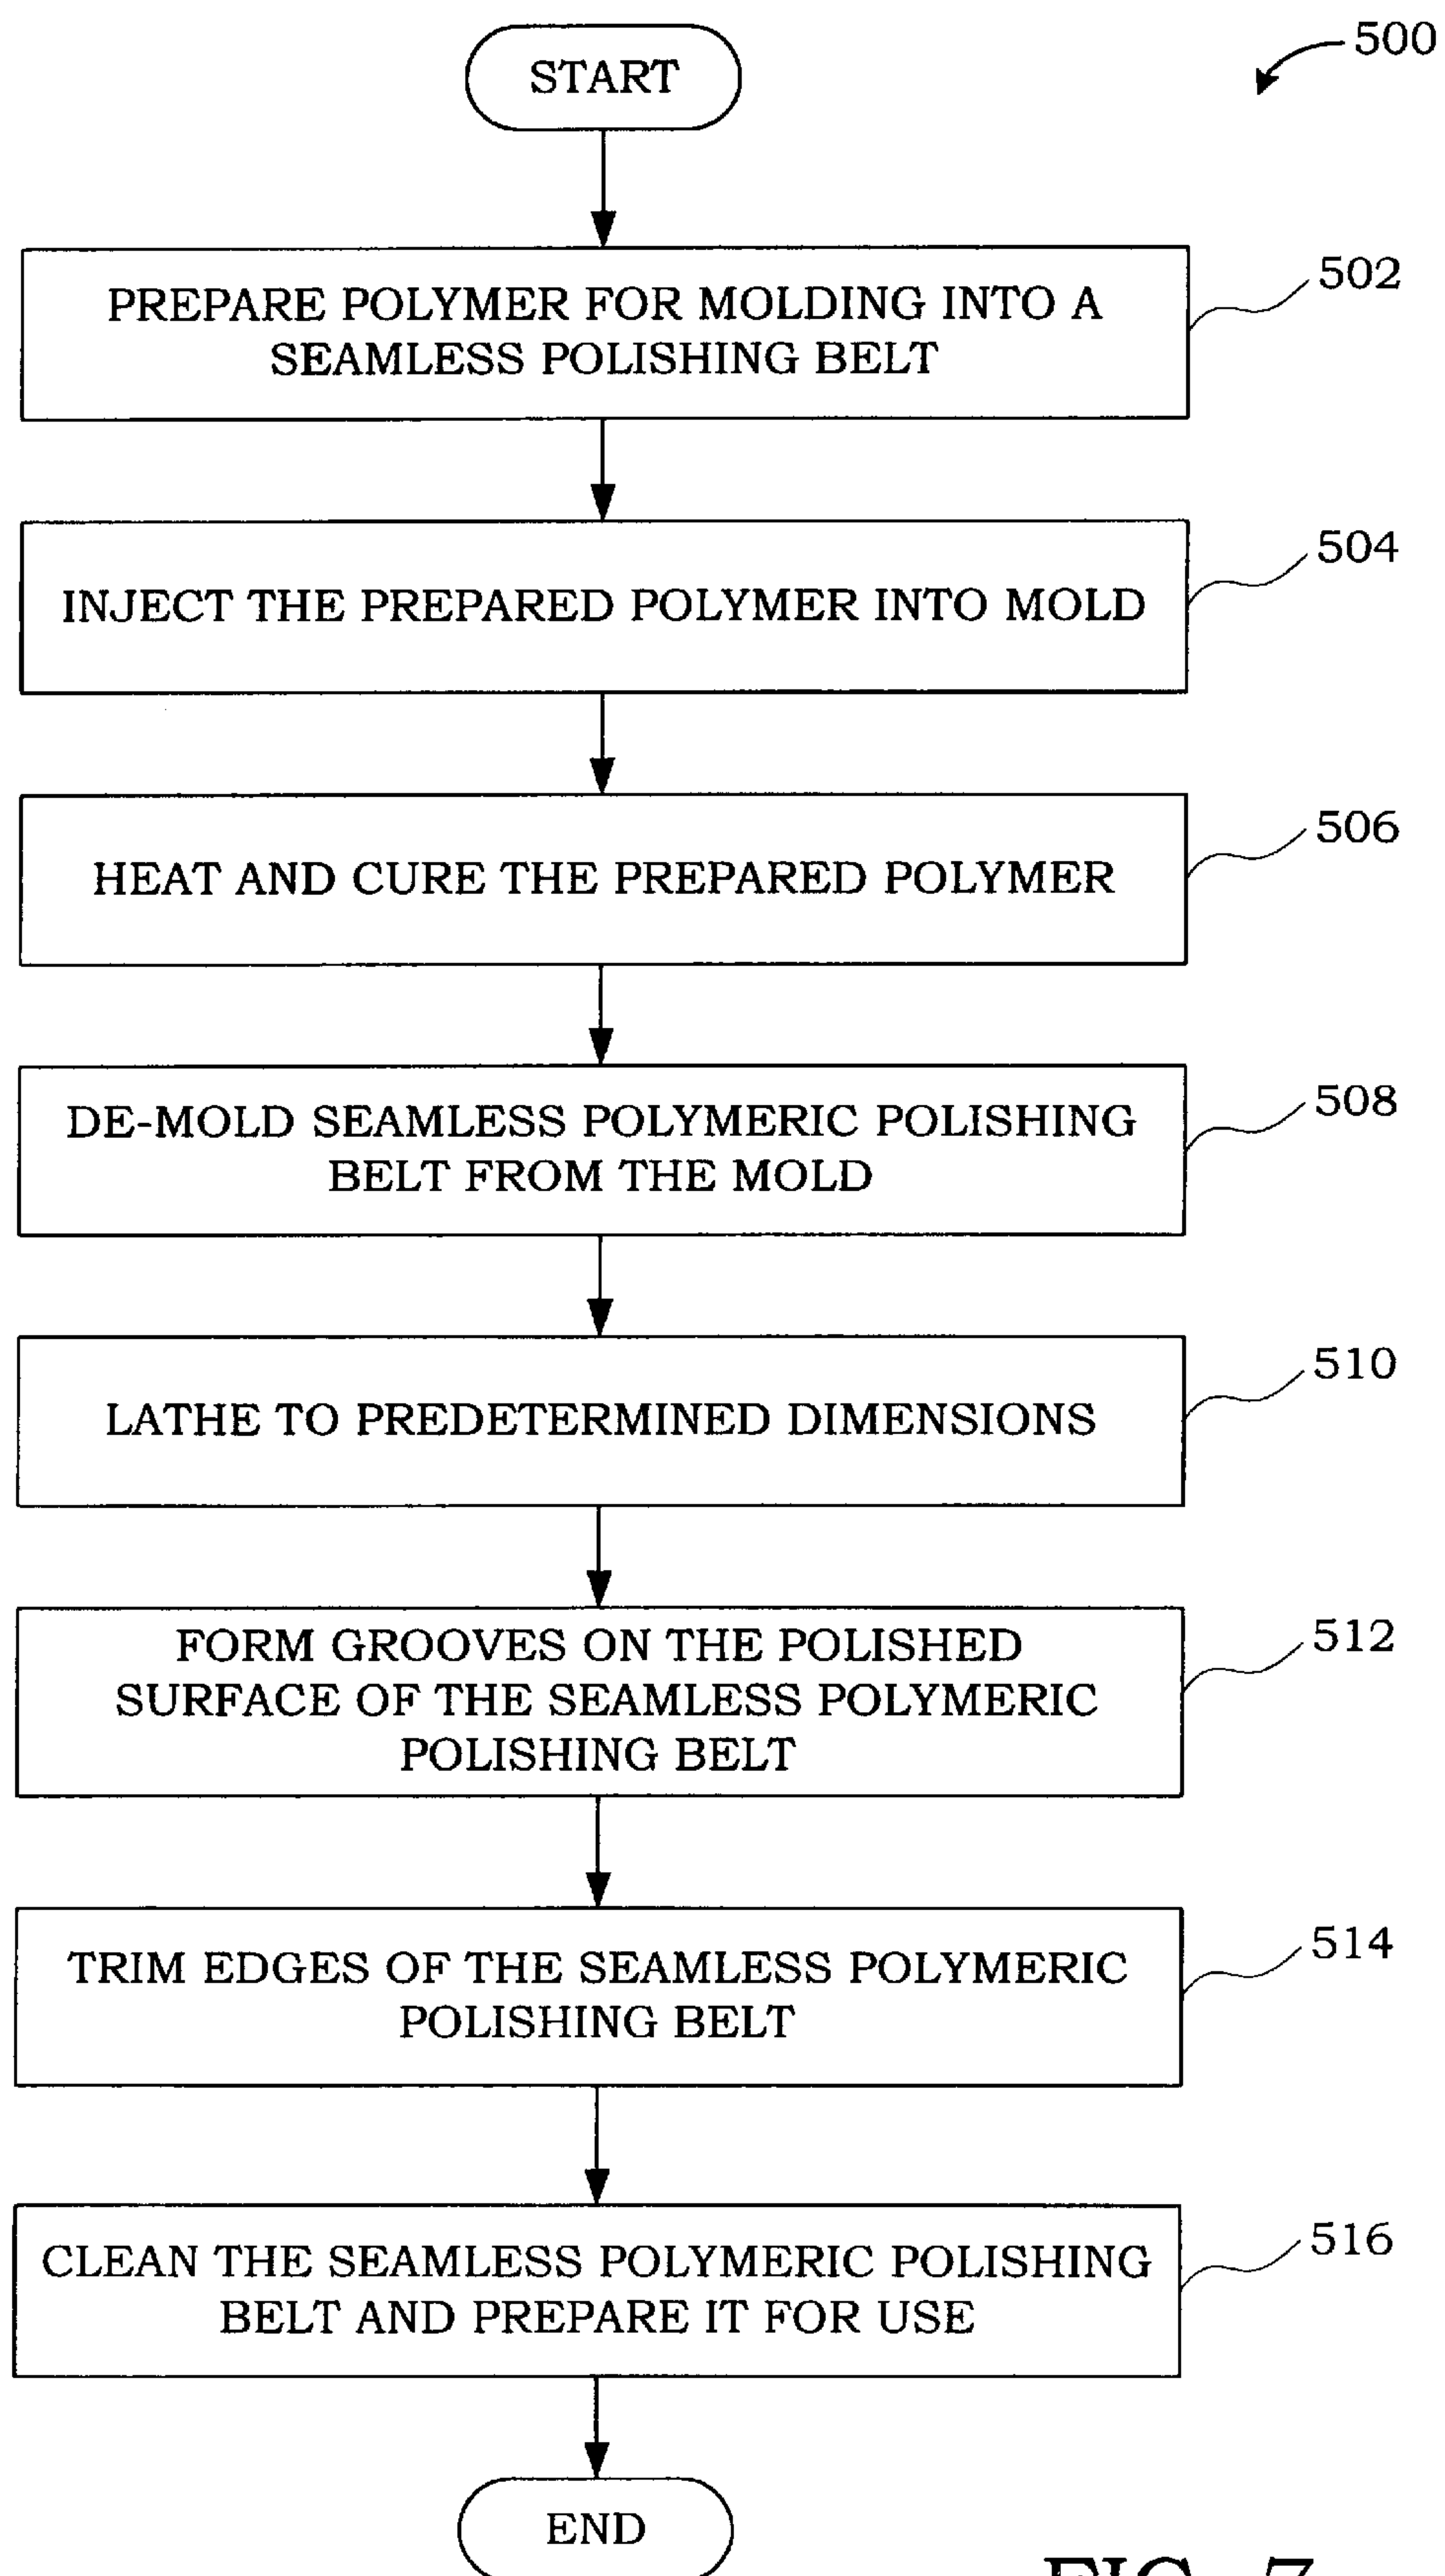 START
500
PREPARE POLYMER FOR MOLDING INTO A
SEAMLESS POLISHING BELT
502
INJECT THE PREPARED POLYMER INTO MOLD
504
HEAT AND CURE THE PREPARED POLYMER
506
DE-MOLD SEAMLESS POLYMERIC POLISHING
BELT FROM THE MOLD
508
LATHE TO PREDETERMINED DIMENSIONS
510
FORM GROOVES ON THE POLISHED
SURFACE OF THE SEAMLESS POLYMERIC
POLISHING BELT
512
TRIM EDGES OF THE SEAMLESS POLYMERIC
POLISHING BELT
514
CLEAN THE SEAMLESS POLYMERIC POLISHING
BELT AND PREPARE IT FOR USE
516
END
FIG. 7